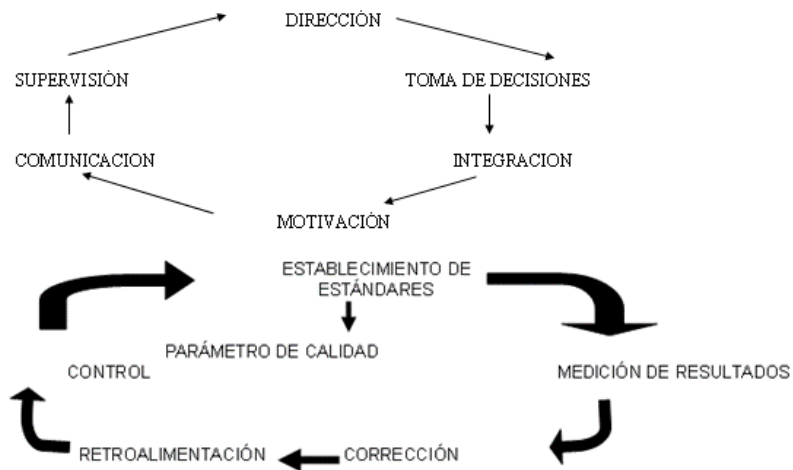 DIRECCIÓN
SUPERVISIÓN
TOMA DE DECISIONES
COMUNICACION
INTEGRACION
MOTIVACIÓN
ESTABLECIMIENTO DE
ESTÁNDARES
PARÁMETRO DE CALIDAD
CONTROL
MEDICIÓN DE RESULTADOS
RETROALIMENTACIÓN
CORRECCIÓN